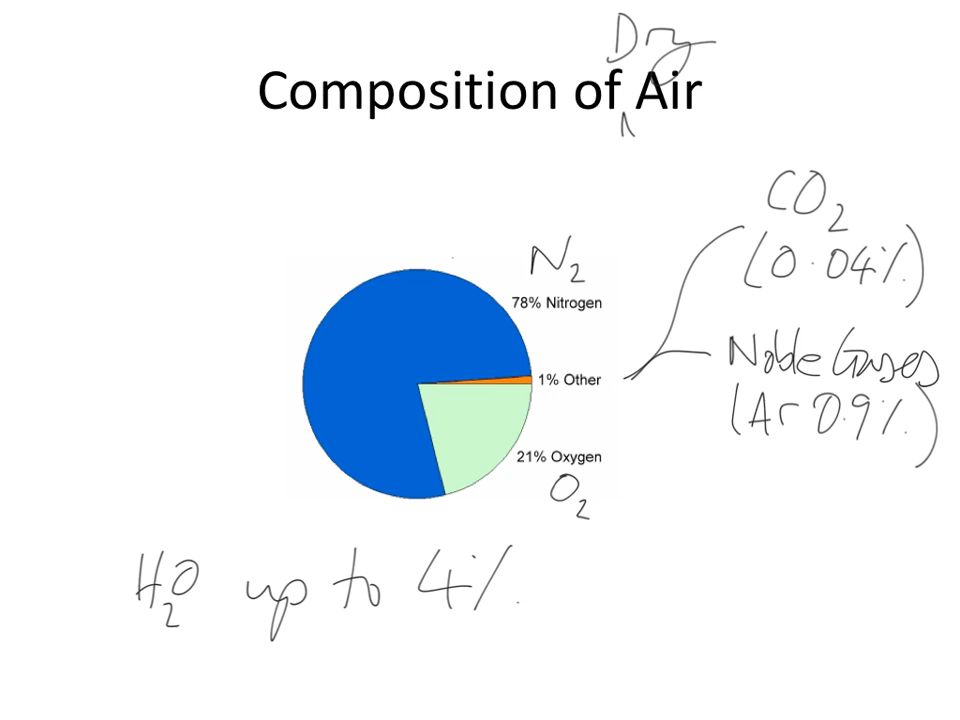 Dry
Composition of Air
CO2
(0.04%)
N2
78% Nitrogen
Noble Gases
(Ar 0.9%)
1% Other
21% Oxygen
O2
H2O up to 4%.